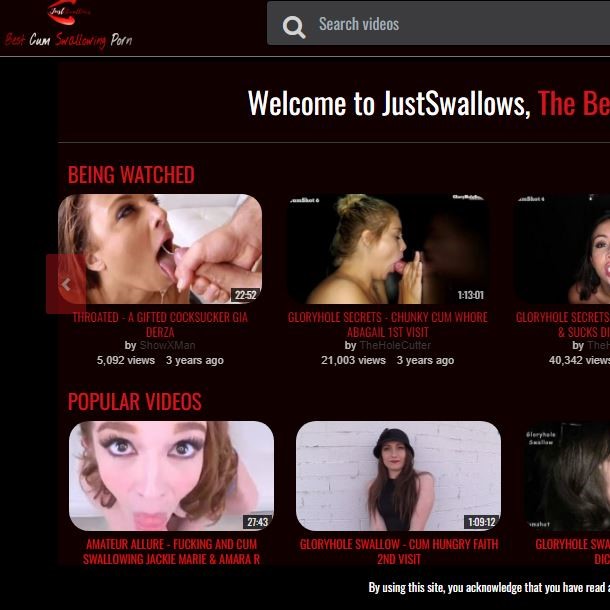 Just Swallows
Best Cum Swallowing Porn
Search videos
Welcome to JustSwallows, The Be
BEING WATCHED
22:52
1:13:01
THROATED - A GIFTED COCKSUCKER GIA
DERZA
by ShowXMan
5,092 views 3 years ago
GLORYHOLE SECRETS - CHUNKY CUM WHORE
ABAGAIL 1ST VISIT
by TheHoleCutter
21,003 views 3 years ago
GLORYHOLE SECRETS
& SUCKS DI
by TheH
40,342 views
POPULAR VIDEOS
Gloryhole
Swallow
27:43
1:09:12
AMATEUR ALLURE - FUCKING AND CUM
SWALLOWING JACKIE MARIE & AMARA R
GLORYHOLE SWALLOW - CUM HUNGRY FAITH
2ND VISIT
GLORYHOLE SWA
DIC
By using this site, you acknowledge that you have read a